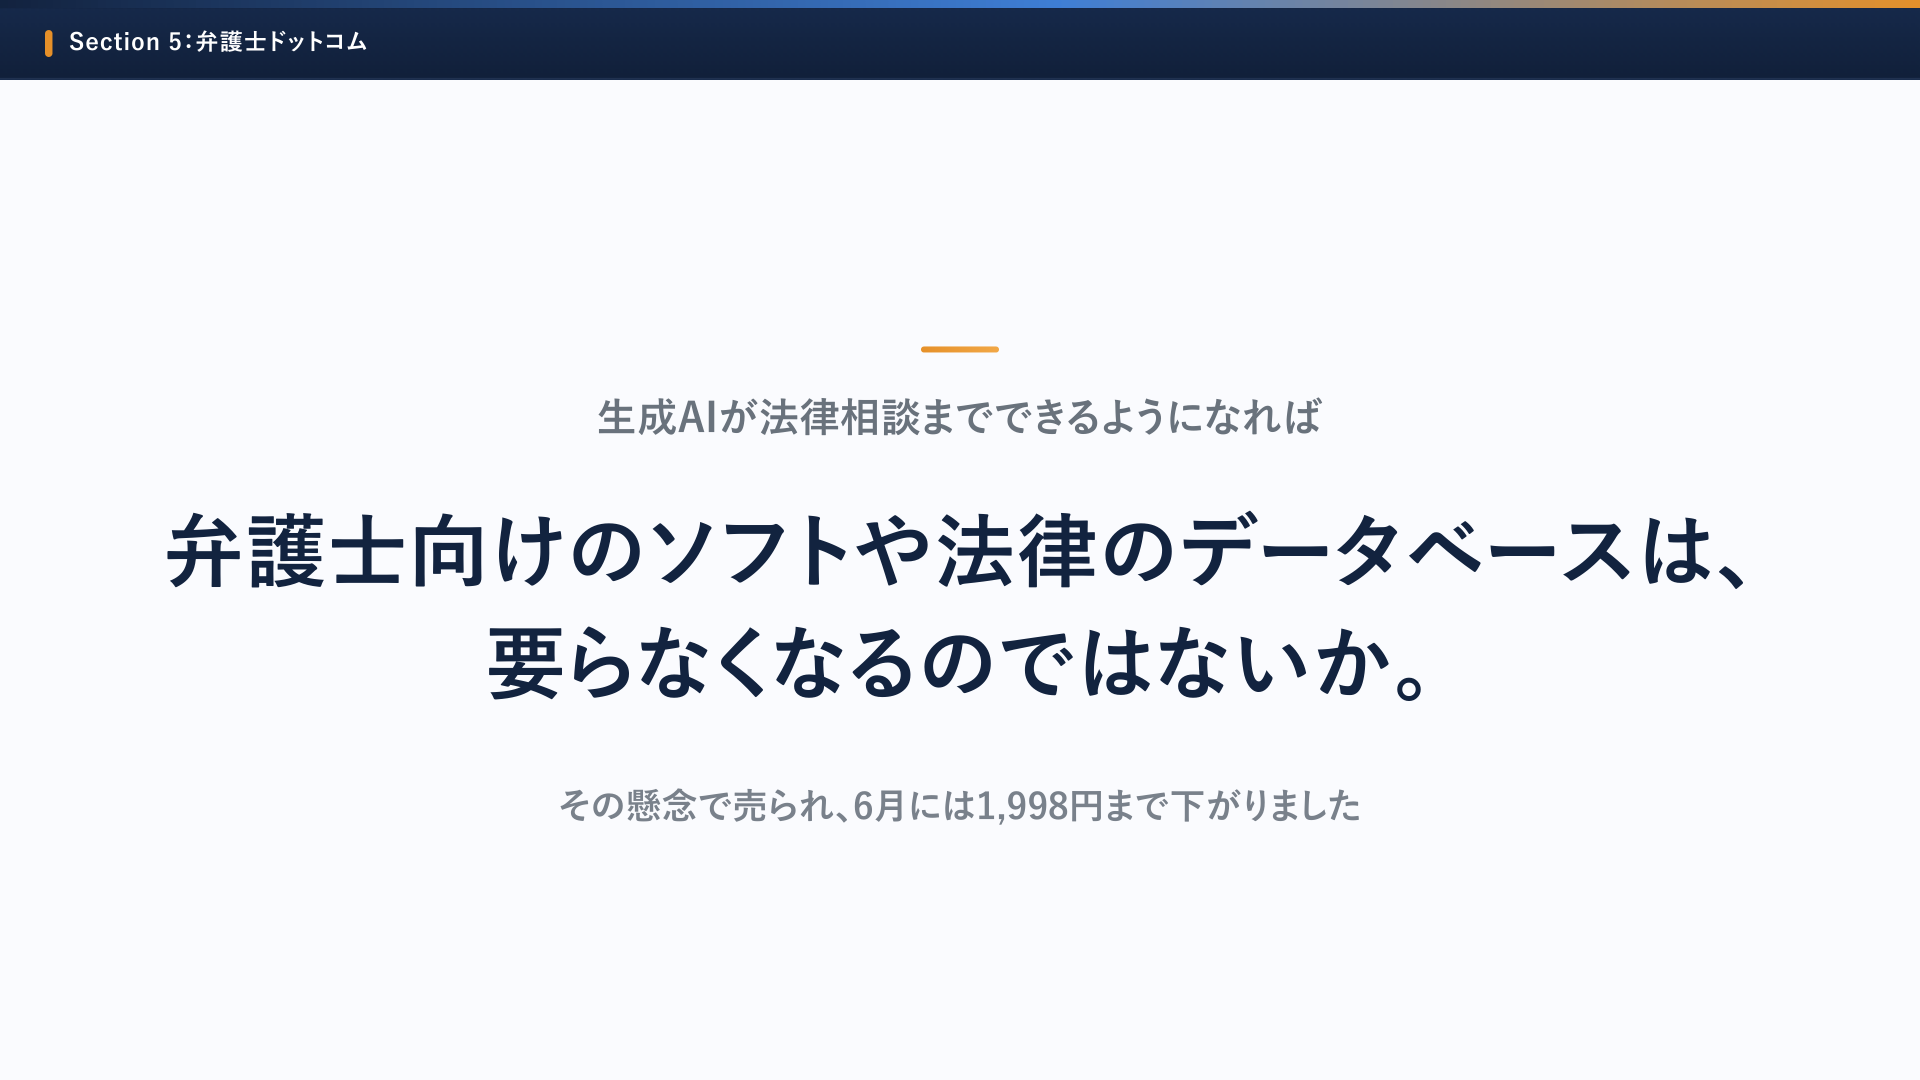 Section 5：弁護士ドットコム
生成AIが法律相談までできるようになれば
弁護士向けのソフトや法律のデータベースは、
要らなくなるのではないか。
その懸念で売られ、6月には1,998円まで下がりました